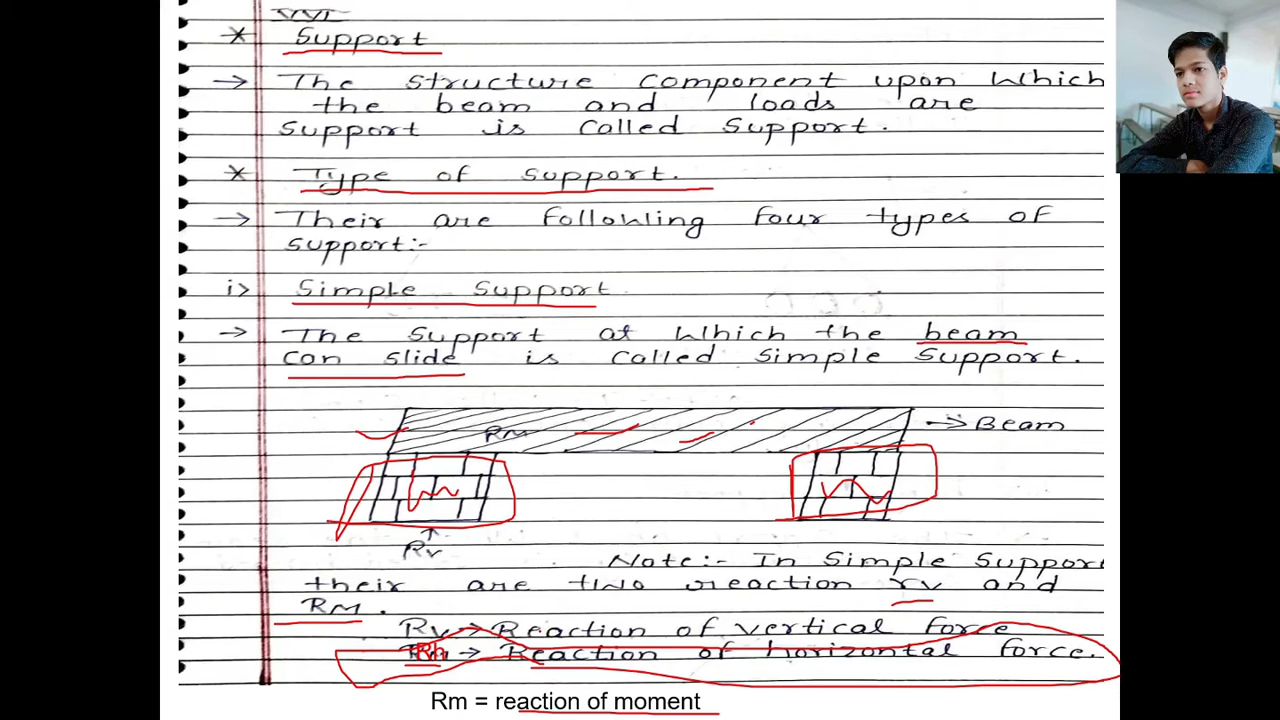 VVI
* Support
→ The structure component upon which
the beam and loads are
support is called support.
* Type of support.
→ Their are following four types of
support:-
i> Simple support
→ The support at which the beam
can slide is called simple support.
RM
→ Beam
Rv
Note:- In simple support
their are two reaction rv and
RM.
Rv → Reaction of vertical force
Rh → Reaction of horizontal force.
Rm = reaction of moment